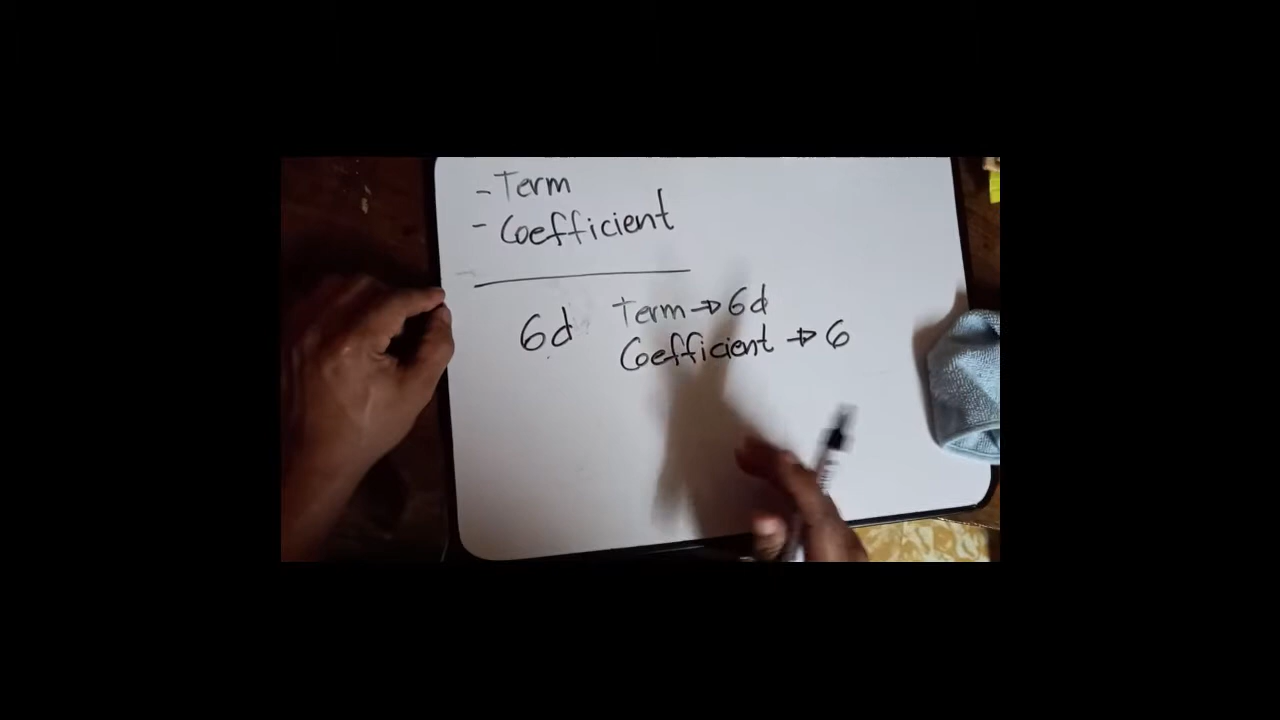 - Term
- Coefficient
6d Term → 6d
Coefficient → 6